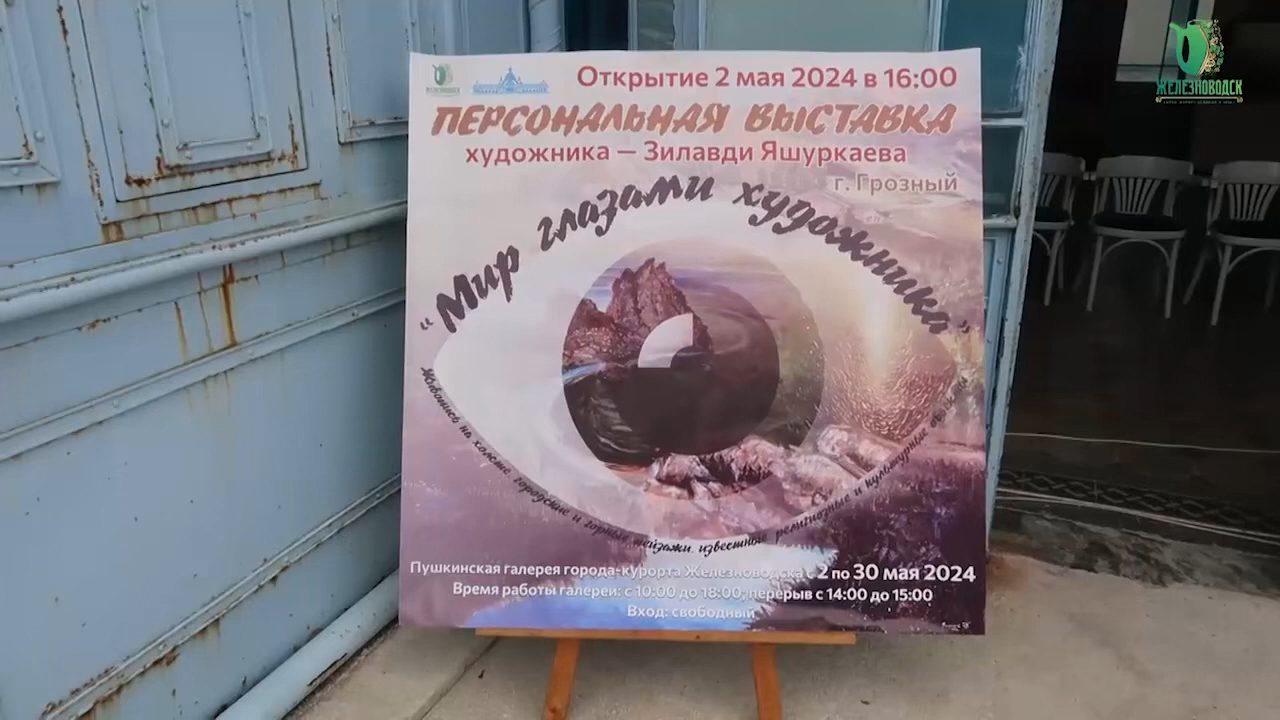 ЖЕЛЕЗНОВОДСК
Открытие 2 мая 2024 в 16:00
ПЕРСОНАЛЬНАЯ ВЫСТАВКА
художника – Зилавди Яшуркаева
г. Грозный
"Мир глазами художника"
Живопись на холсте, городские и горные пейзажи, известные религиозные и культурные
Пушкинская галерея города-курорта Железноводска с 2 по 30 мая 2024
Время работы галереи: с 10:00 до 18:00, перерыв с 14:00 до 15:00
Вход: свободный